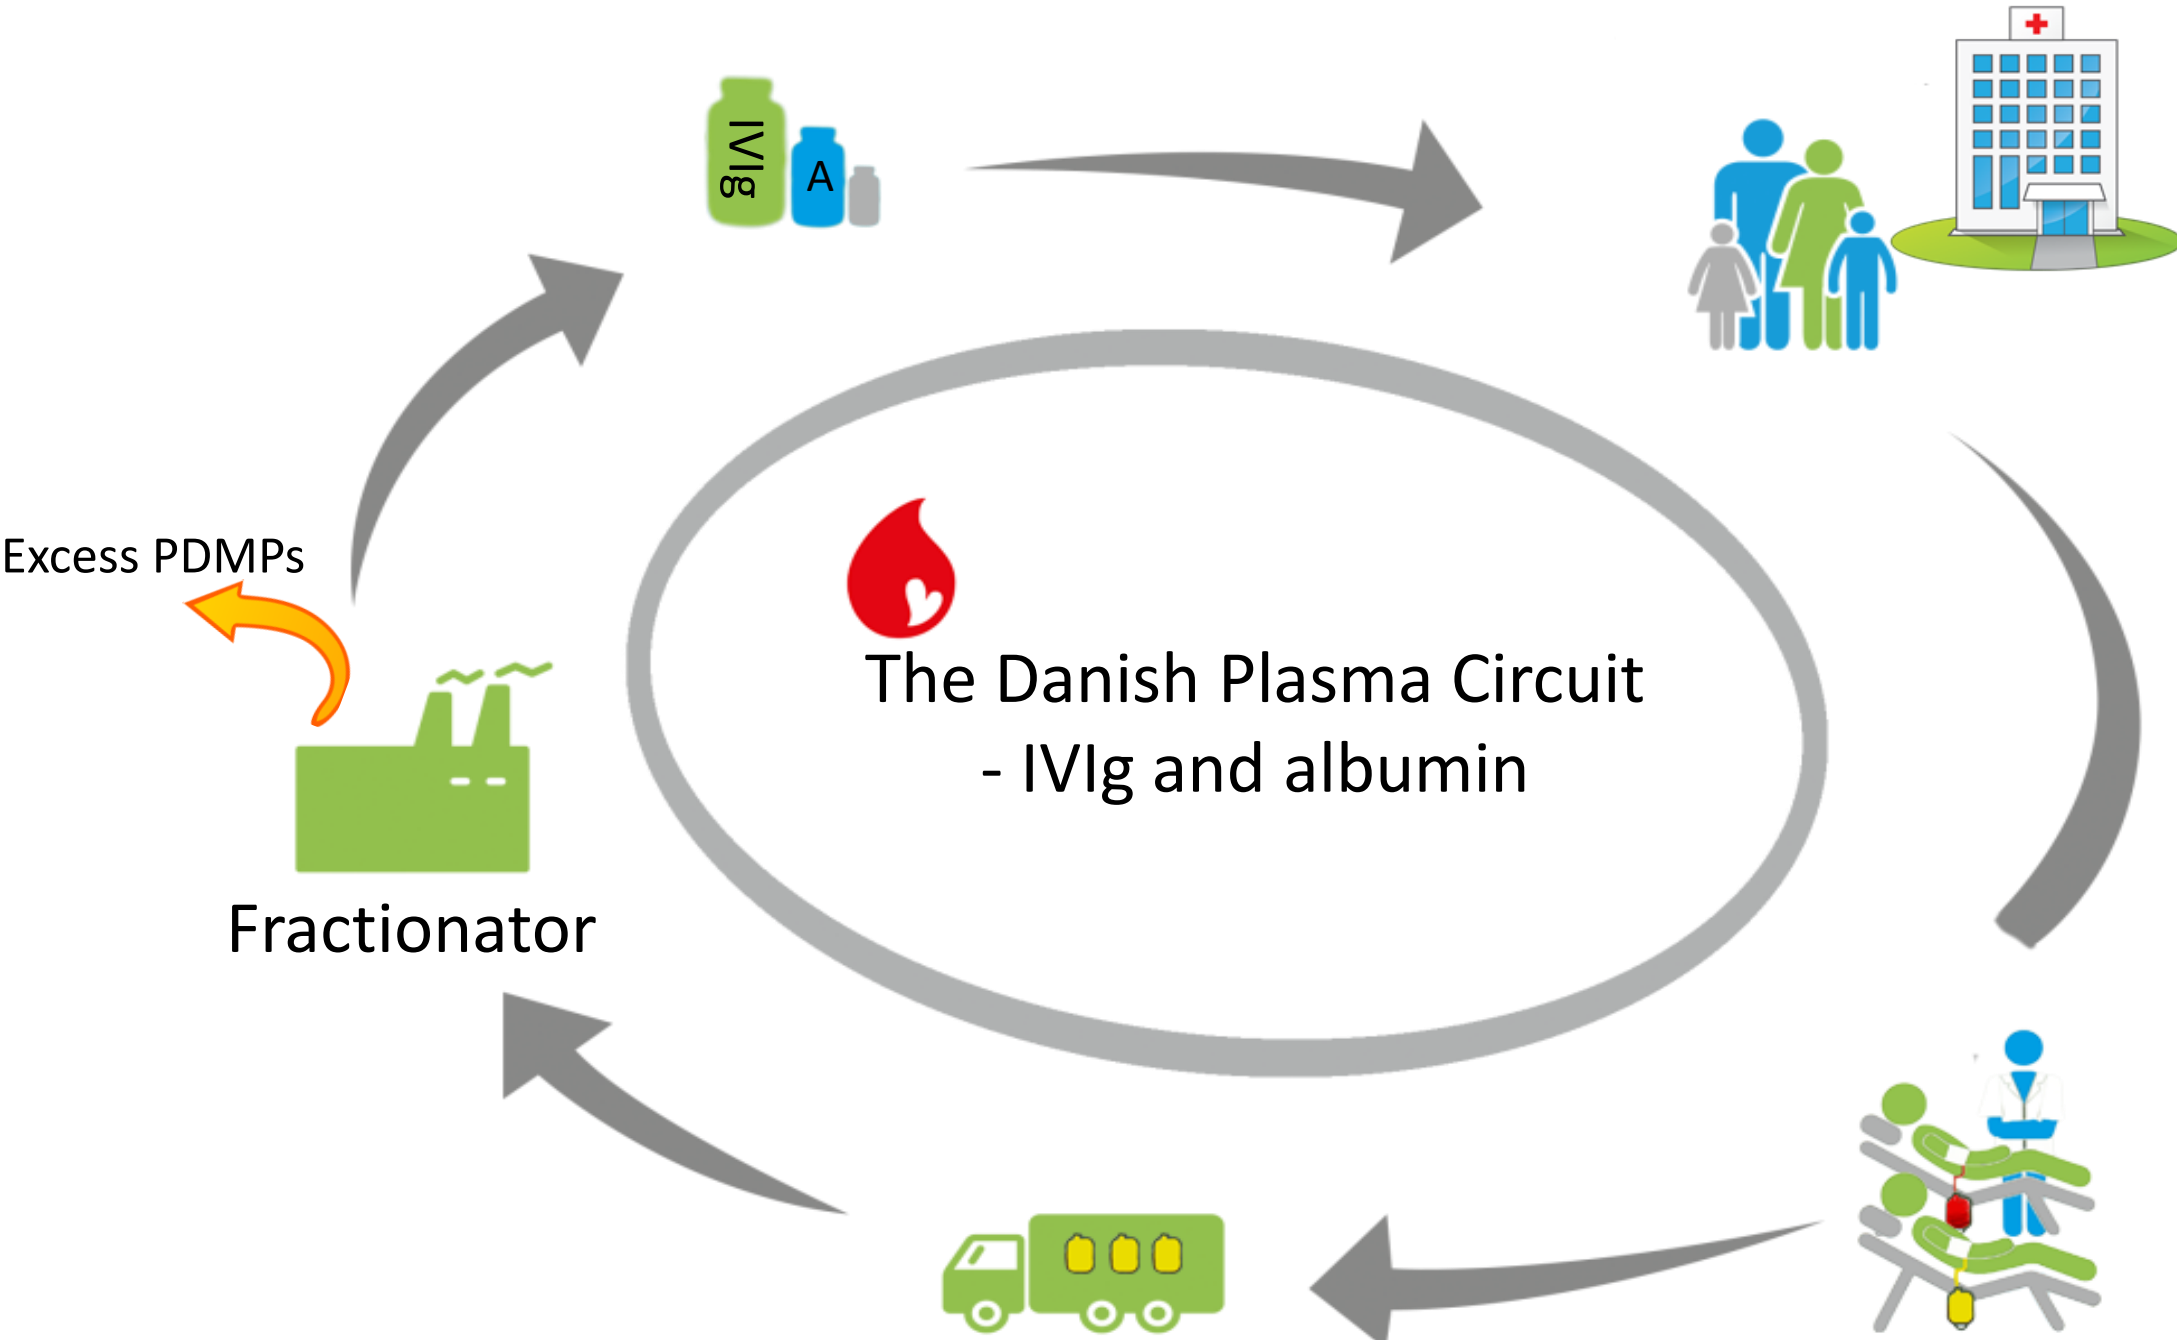 IVIg
A
Excess PDMPs
The Danish Plasma Circuit
- IVIg and albumin
Fractionator